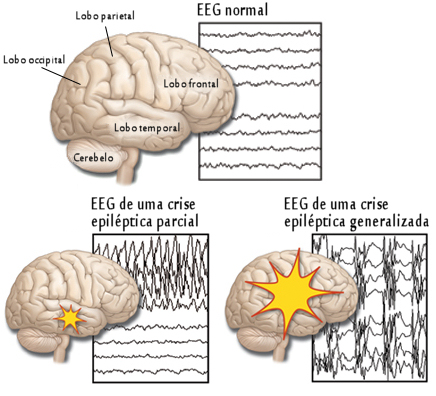 EEG normal
Lobo parietal
Lobo occipital
Lobo frontal
Lobo temporal
Cerebelo
EEG de uma crise
epiléptica parcial
EEG de uma crise
epiléptica generalizada